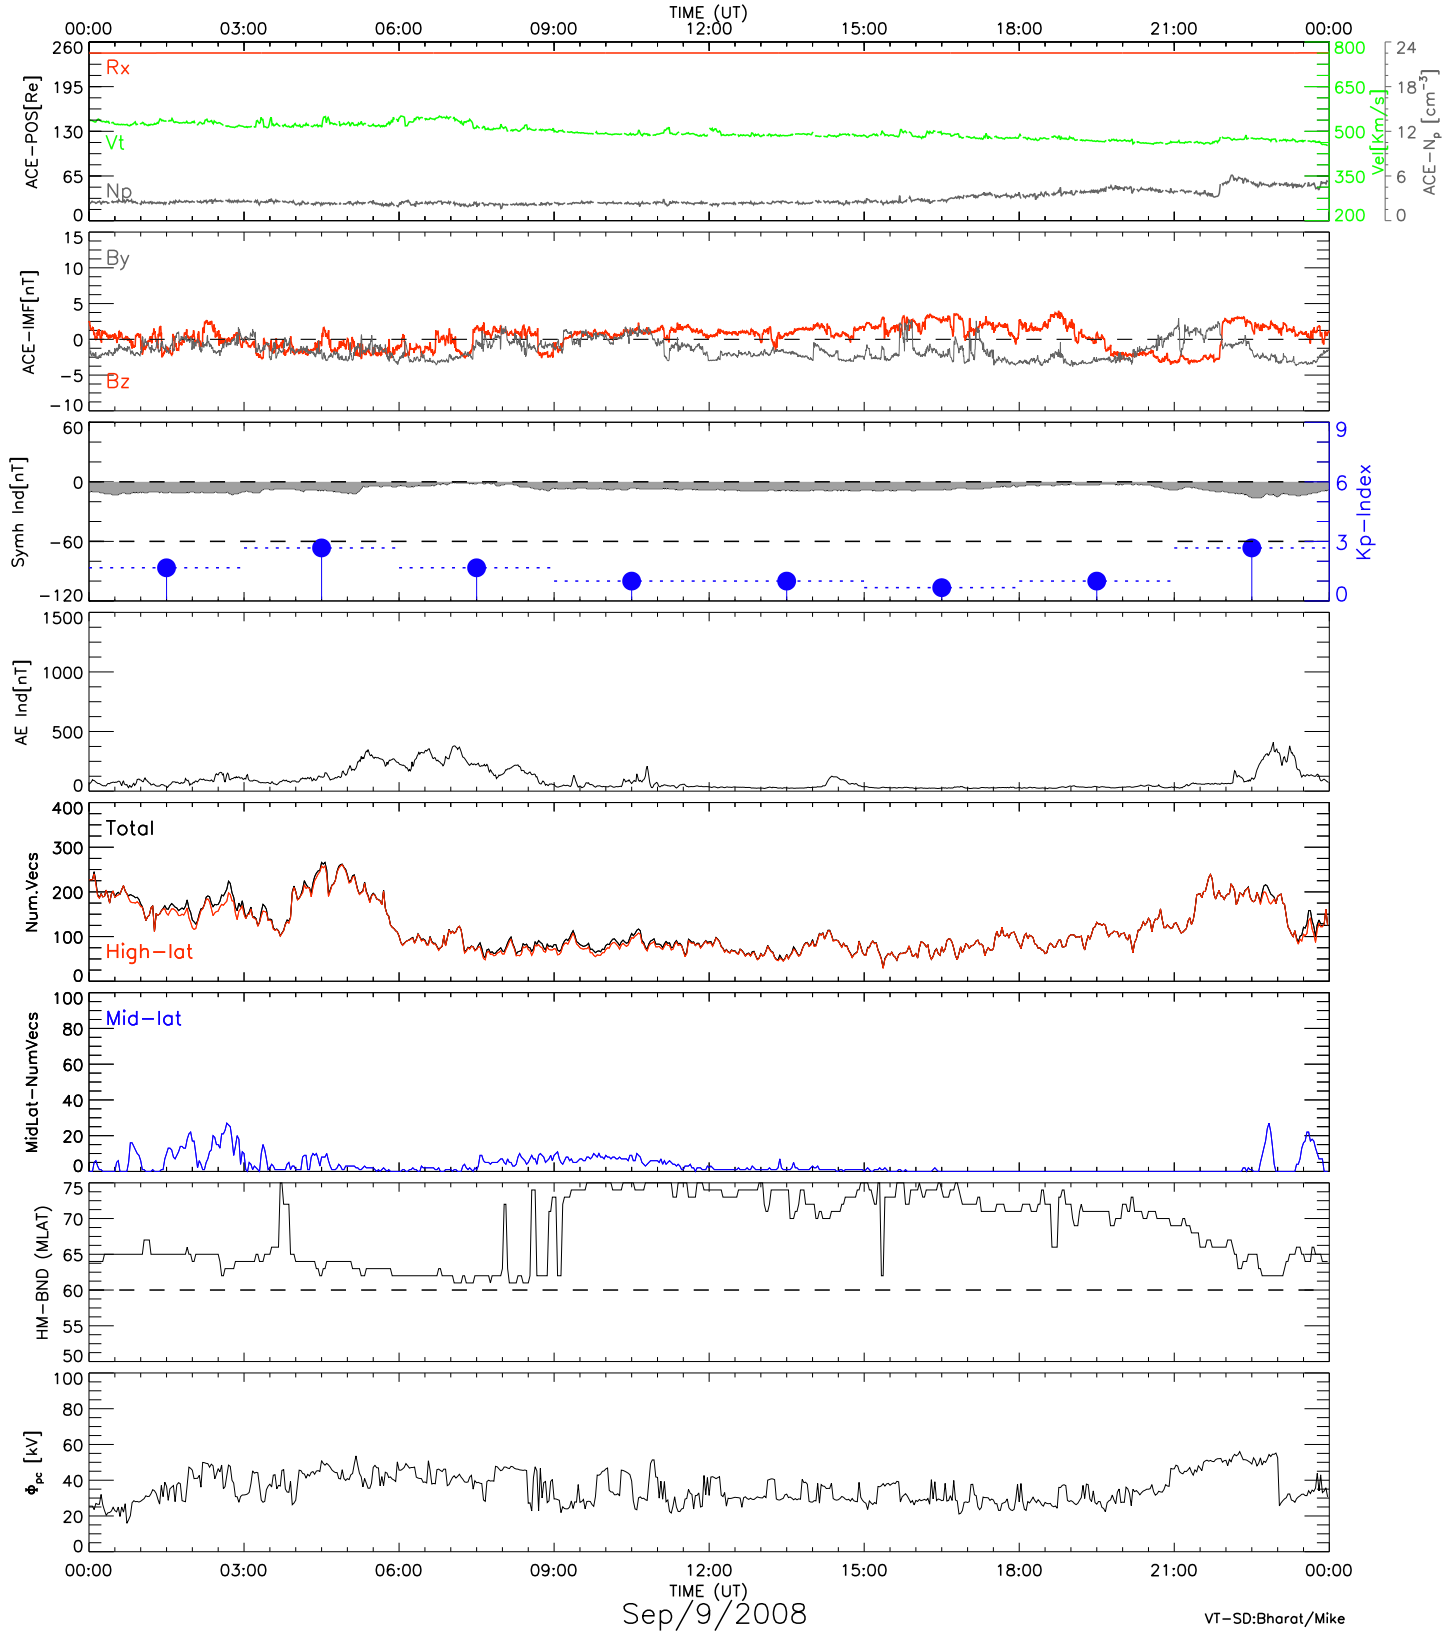 TIME (UT)
00:00 03:00 06:00 09:00 12:00 15:00 18:00 21:00 00:00
ACE-POS[Re]
260
195
130
65
0
Rx
Vt
Np
800
650
500
350
200
Vel[Km/s]
24
18
12
6
0
ACE-Np [cm-3]
ACE-IMF[nT]
15
10
5
0
-5
-10
By
Bz
Symh Ind[nT]
60
0
-60
-120
9
6
3
0
Kp-Index
AE Ind[nT]
1500
1000
500
0
Num.Vecs
400
300
200
100
0
Total
High-lat
MidLat-NumVecs
100
80
60
40
20
0
Mid-lat
HM-BND (MLAT)
75
70
65
60
55
50
Φpc [kV]
100
80
60
40
20
0
00:00 03:00 06:00 09:00 12:00 15:00 18:00 21:00 00:00
TIME (UT)
Sep/9/2008
VT-SD:Bharat/Mike